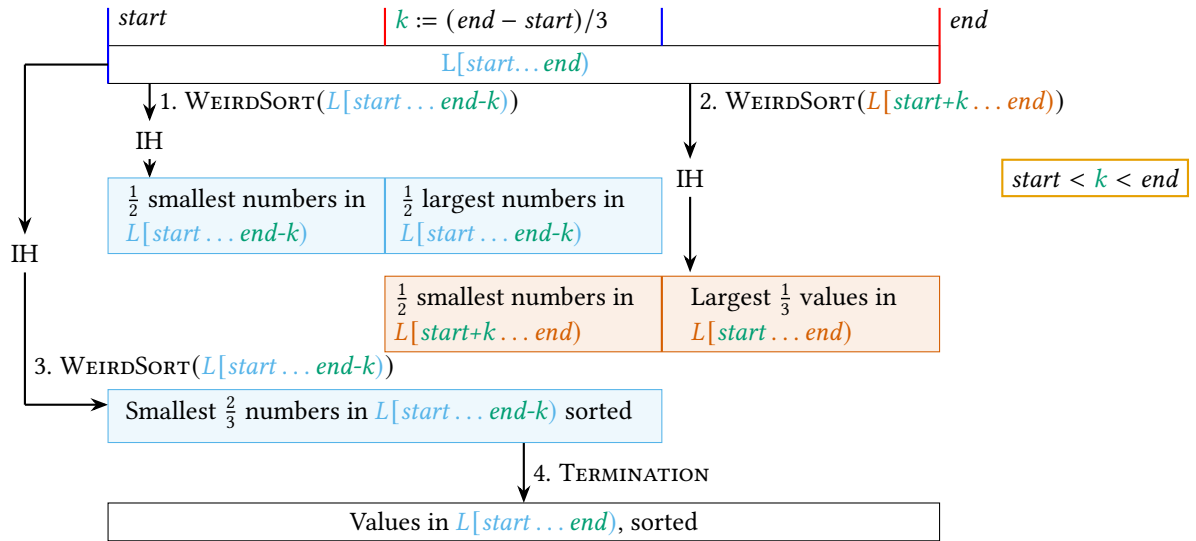 start k := (end − start)/3 end
L[start… end)
1. WEIRDSORT(L[start … end-k)) 2. WEIRDSORT(L[start+k … end))
IH
IH
start < k < end
½ smallest numbers in ½ largest numbers in
L[start … end-k) L[start … end-k)
IH
½ smallest numbers in Largest ⅓ values in
L[start+k … end) L[start … end)
3. WEIRDSORT(L[start … end-k))
Smallest ⅔ numbers in L[start … end-k) sorted
4. TERMINATION
Values in L[start … end), sorted